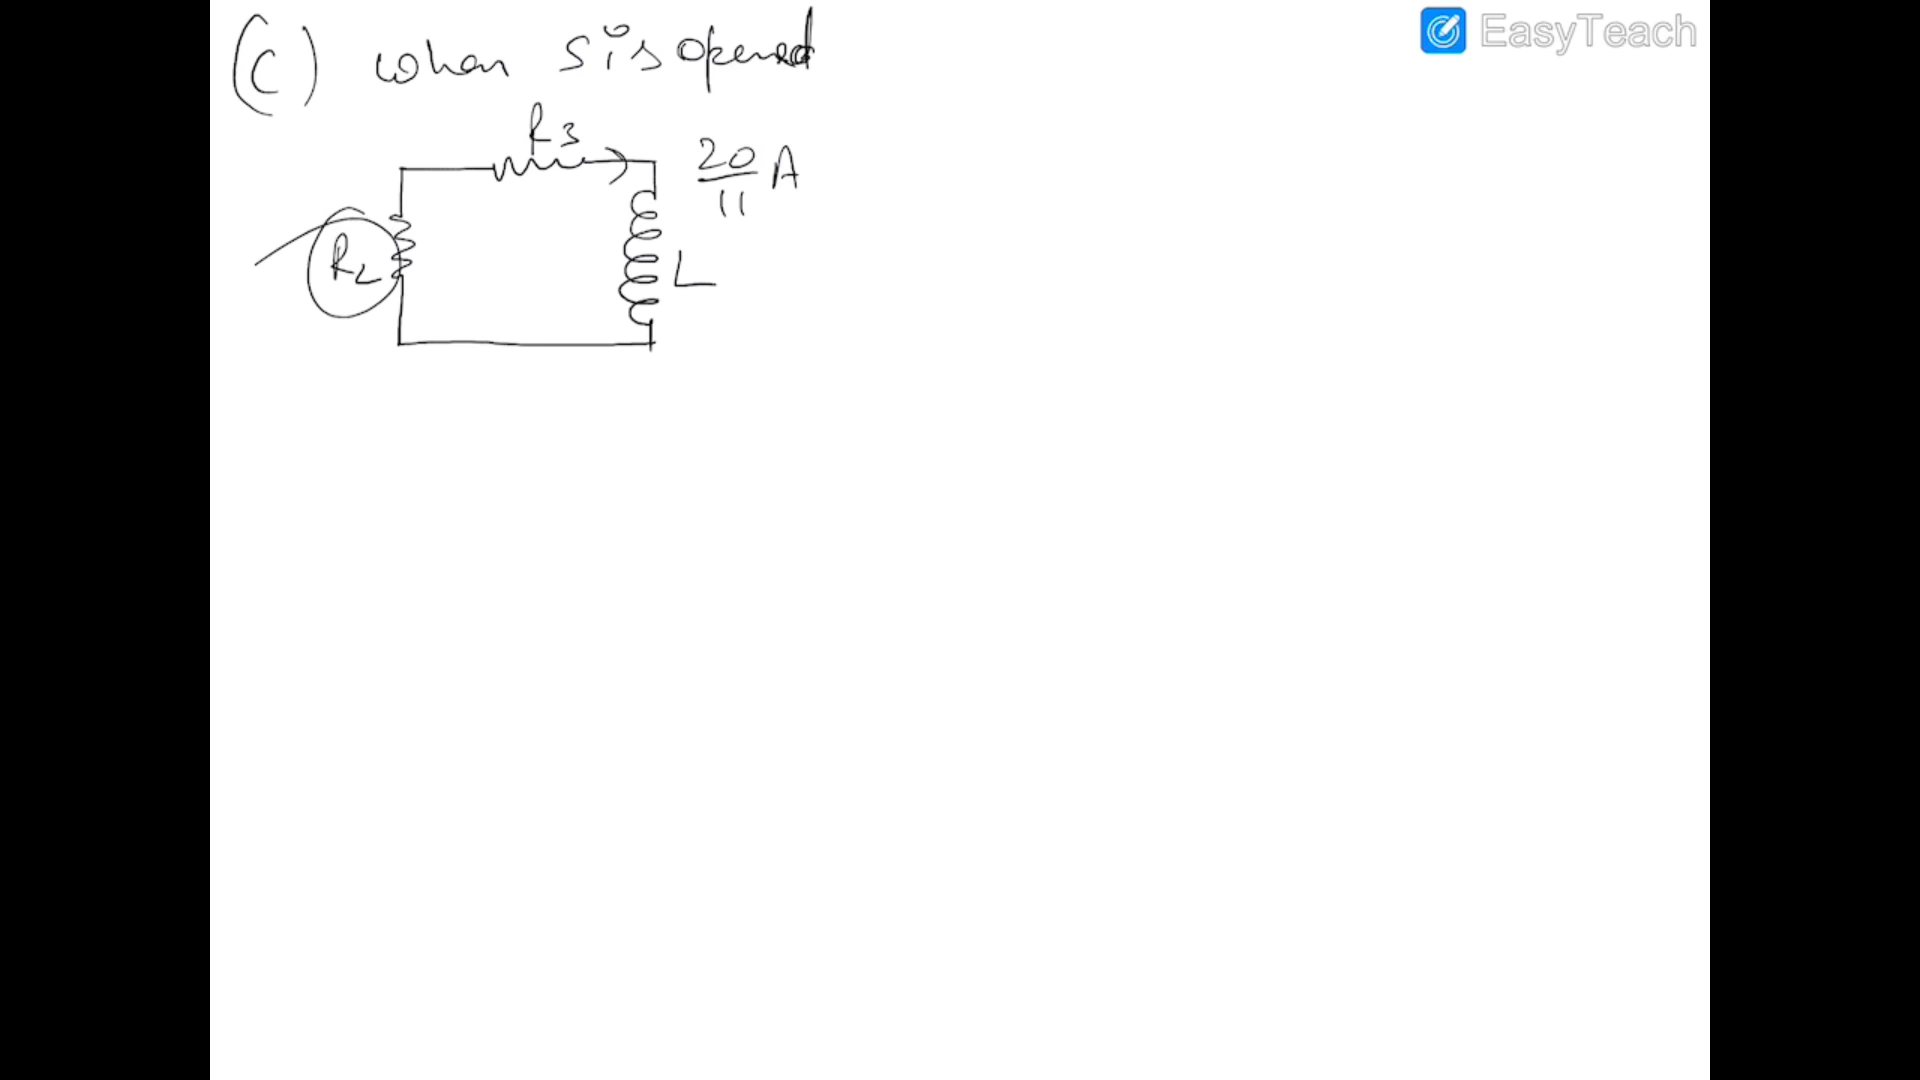 EasyTeach
(C) when s is opened
R3
20/11 A
R2
L